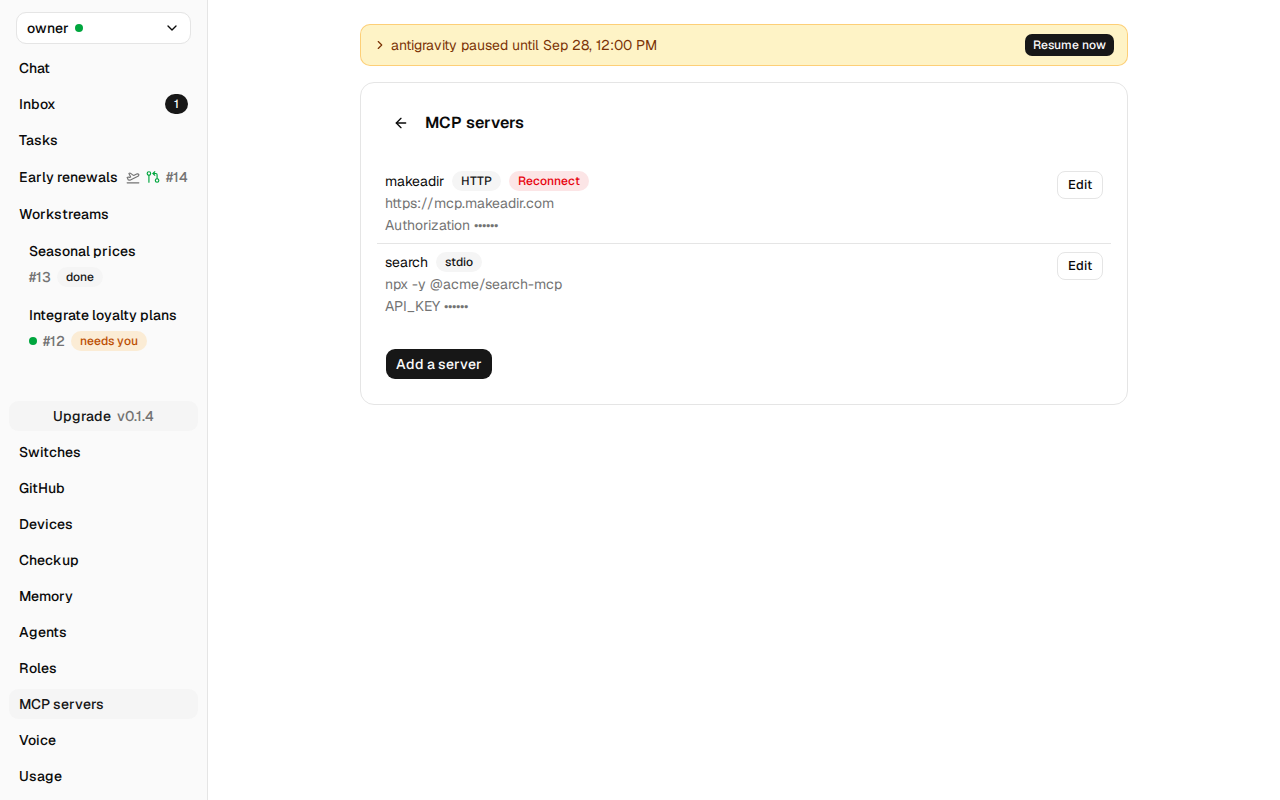 owner
Chat
Inbox 1
Tasks
Early renewals #14
Workstreams
Seasonal prices
#13 done
Integrate loyalty plans
#12 needs you
Upgrade v0.1.4
Switches
GitHub
Devices
Checkup
Memory
Agents
Roles
MCP servers
Voice
Usage
antigravity paused until Sep 28, 12:00 PM Resume now
MCP servers
makeadir HTTP Reconnect Edit
https://mcp.makeadir.com
Authorization ••••••
search stdio Edit
npx -y @acme/search-mcp
API_KEY ••••••
Add a server